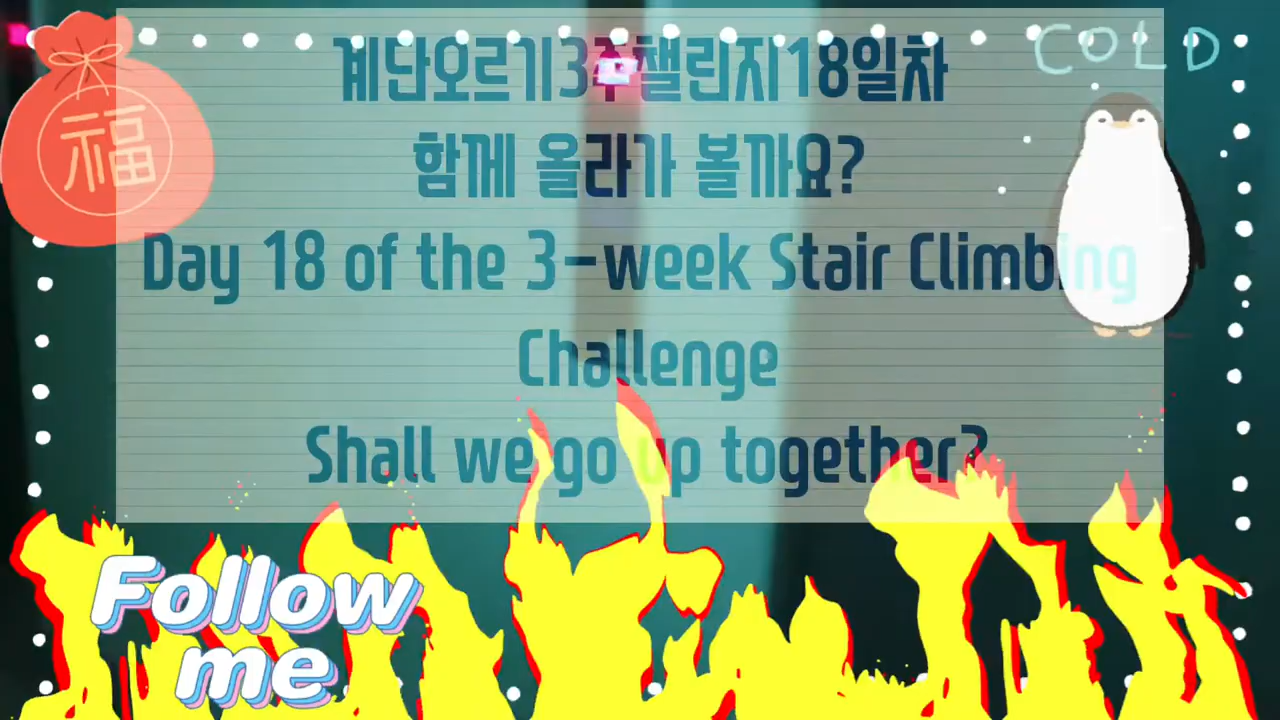 COLD
福
계단오르기3주챌린지18일차
함께 올라가 볼까요?
Day 18 of the 3-week Stair Climbing
Challenge
Shall we go up together?
Follow
me